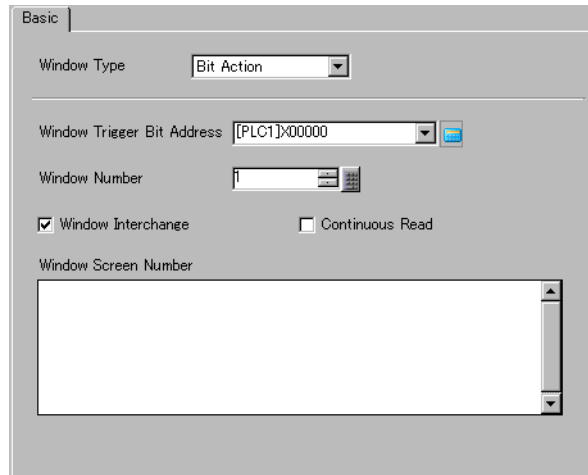 Basic
Window Type Bit Action
Window Trigger Bit Address [PLC1]X00000
Window Number 1
Window Interchange Continuous Read
Window Screen Number